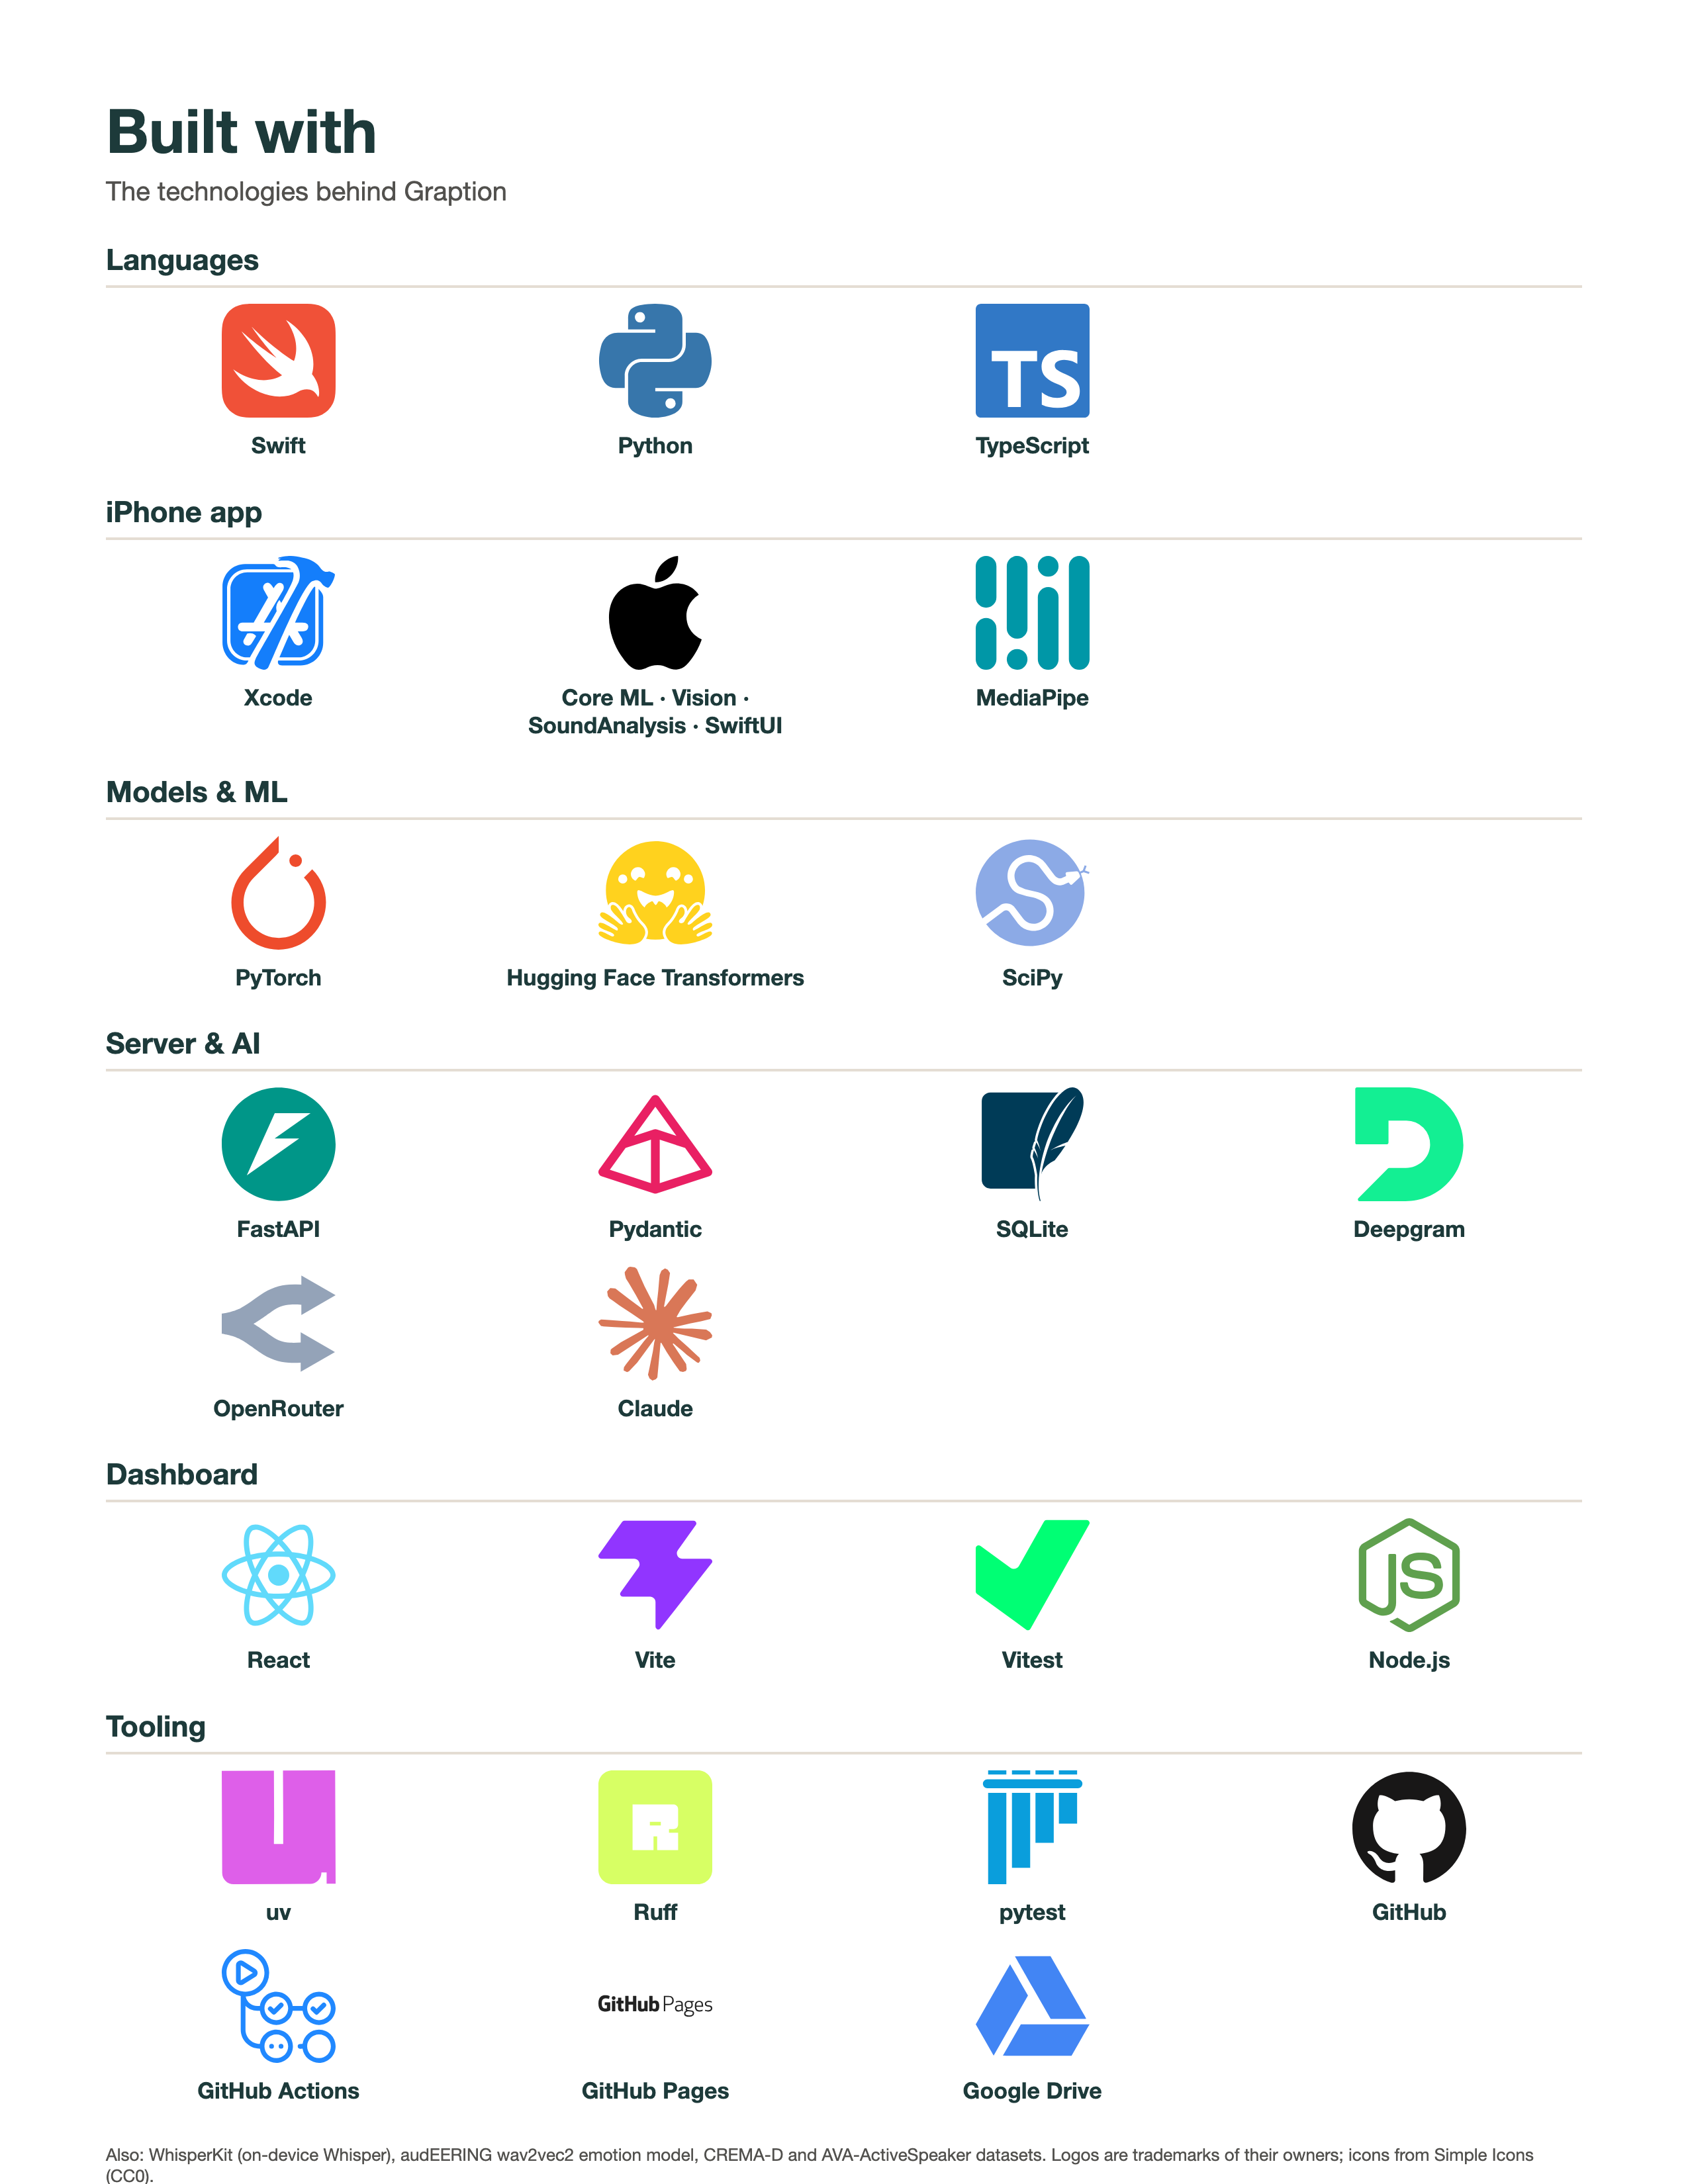 Built with
The technologies behind Graption
Languages
TS
Swift
Python
TypeScript
iPhone app
Xcode
Core ML · Vision ·
SoundAnalysis · SwiftUI
MediaPipe
Models & ML
PyTorch
Hugging Face Transformers
SciPy
Server & AI
FastAPI
Pydantic
SQLite
Deepgram
OpenRouter
Claude
Dashboard
JS
React
Vite
Vitest
Node.js
Tooling
R
uv
Ruff
pytest
GitHub
GitHub Pages
GitHub Actions
GitHub Pages
Google Drive
Also: WhisperKit (on-device Whisper), audEERING wav2vec2 emotion model, CREMA-D and AVA-ActiveSpeaker datasets. Logos are trademarks of their owners; icons from Simple Icons
(CC0).